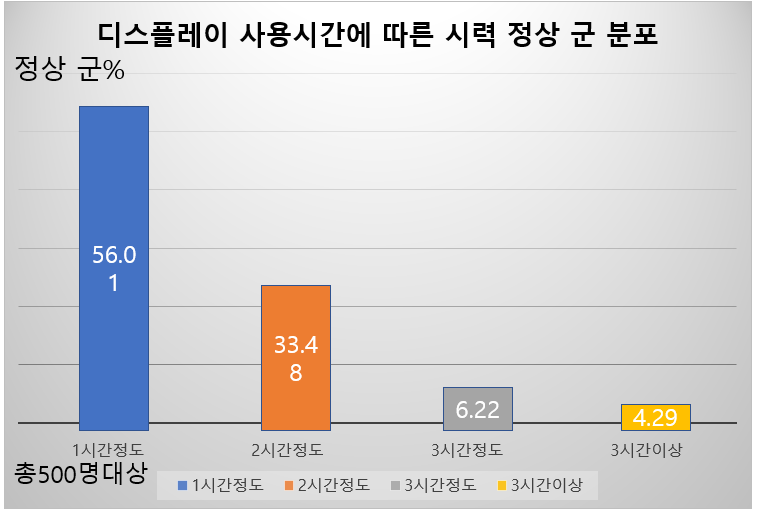 디스플레이 사용시간에 따른 시력 정상 군 분포
정상 군%
56.0
1
33.4
8
6.22
4.29
1시간정도 2시간정도 3시간정도 3시간이상
총500명대상
1시간정도 2시간정도 3시간정도 3시간이상